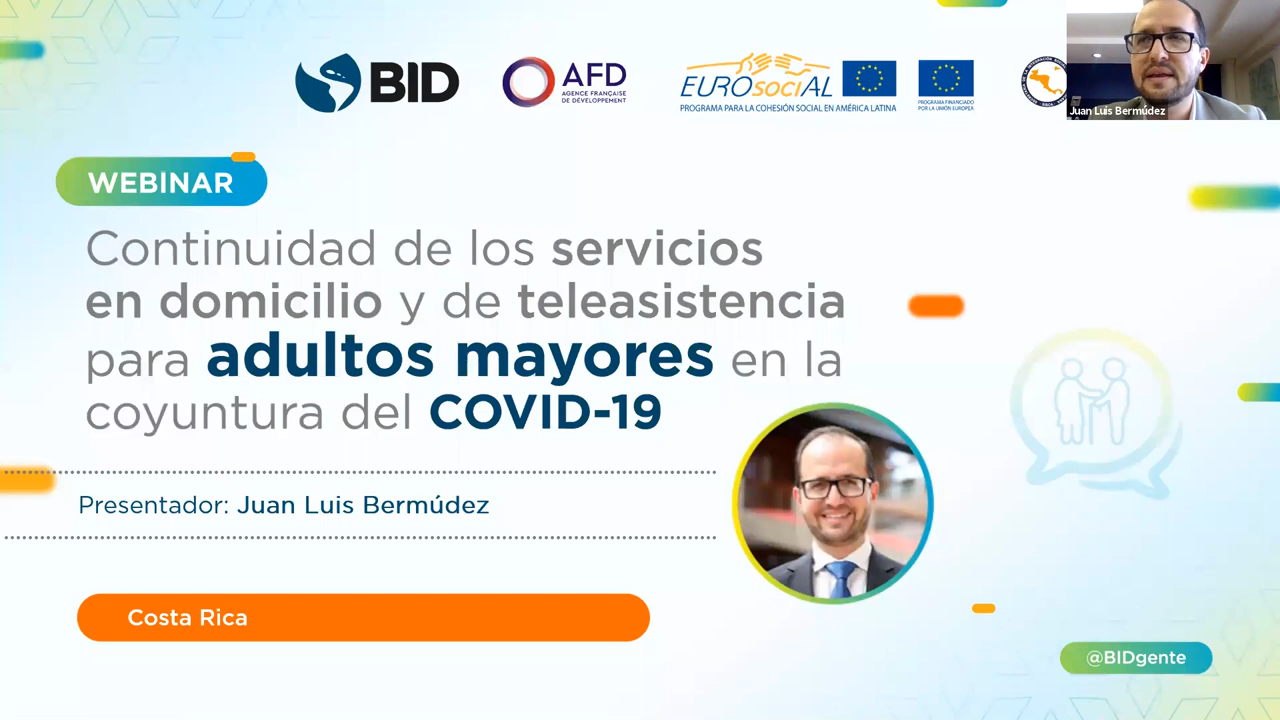 BID
AFD
AGENCE FRANÇAISE
DE DÉVELOPPEMENT
EUROsociAL
PROGRAMA PARA LA COHESIÓN SOCIAL EN AMÉRICA LATINA
PROGRAMA FINANCIADO
POR LA UNIÓN EUROPEA
Juan Luis Bermúdez
WEBINAR
Continuidad de los servicios
en domicilio y de teleasistencia
para adultos mayores en la
coyuntura del COVID-19
Presentador: Juan Luis Bermúdez
Costa Rica
@BIDgente